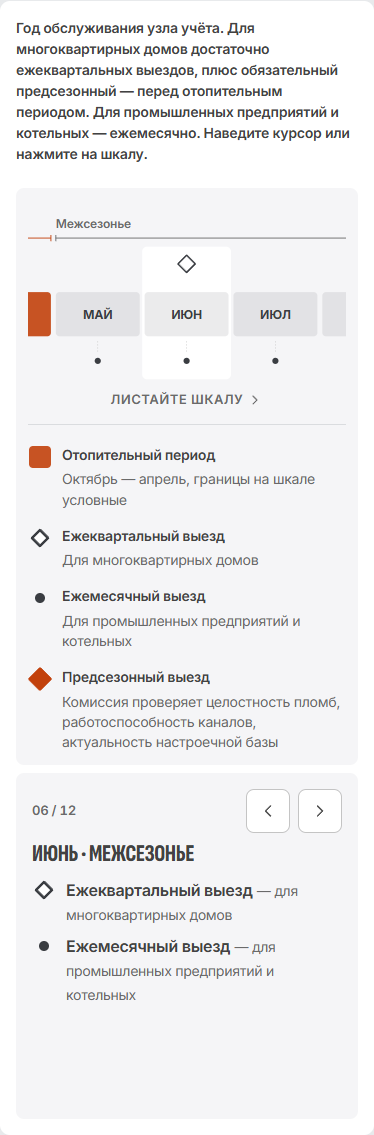 Год обслуживания узла учёта. Для
многоквартирных домов достаточно
ежеквартальных выездов, плюс обязательный
предсезонный — перед отопительным
периодом. Для промышленных предприятий и
котельных — ежемесячно. Наведите курсор или
нажмите на шкалу.
Межсезонье
МАЙ
ИЮН
ИЮЛ
ЛИСТАЙТЕ ШКАЛУ
Отопительный период
Октябрь — апрель, границы на шкале
условные
Ежеквартальный выезд
Для многоквартирных домов
Ежемесячный выезд
Для промышленных предприятий и
котельных
Предсезонный выезд
Комиссия проверяет целостность пломб,
работоспособность каналов,
актуальность настроечной базы
06 / 12
ИЮНЬ · МЕЖСЕЗОНЬЕ
Ежеквартальный выезд — для
многоквартирных домов
Ежемесячный выезд — для
промышленных предприятий и
котельных